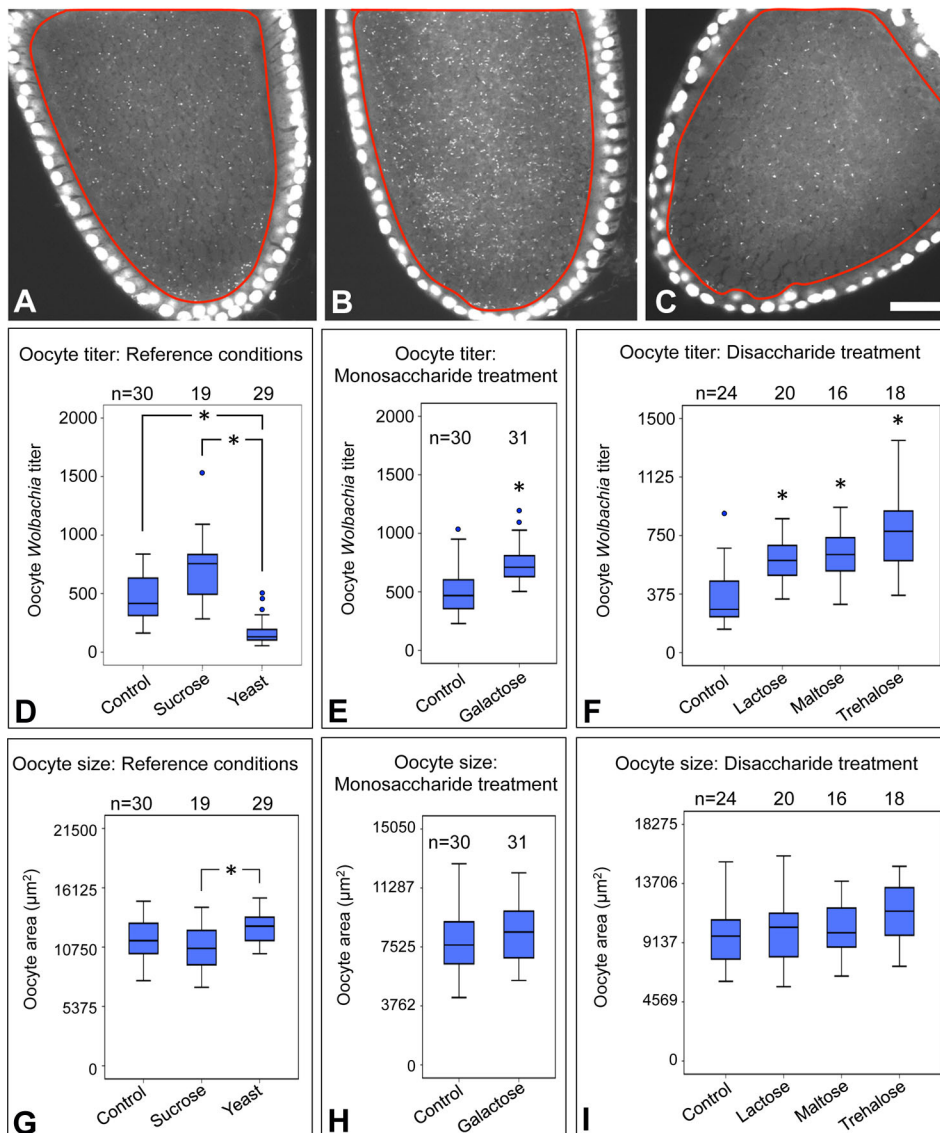 A
B
C
Oocyte titer: Reference conditions
n=30 19 29
2000
1500
1000
500
0
Oocyte Wolbachia titer
*
*
Control
Sucrose
Yeast
D
Oocyte titer:
Monosaccharide treatment
n=30 31
2000
1500
1000
500
0
Oocyte Wolbachia titer
*
Control
Galactose
E
Oocyte titer: Disaccharide treatment
n=24 20 16 18
1500
1125
750
375
0
Oocyte Wolbachia titer
*
*
*
Control
Lactose
Maltose
Trehalose
F
Oocyte size: Reference conditions
n=30 19 29
21500
16125
10750
5375
0
Oocyte area (µm²)
*
Control
Sucrose
Yeast
G
Oocyte size:
Monosaccharide treatment
n=30 31
15050
11287
7525
3762
0
Oocyte area (µm²)
Control
Galactose
H
Oocyte size: Disaccharide treatment
n=24 20 16 18
18275
13706
9137
4569
0
Oocyte area (µm²)
Control
Lactose
Maltose
Trehalose
I